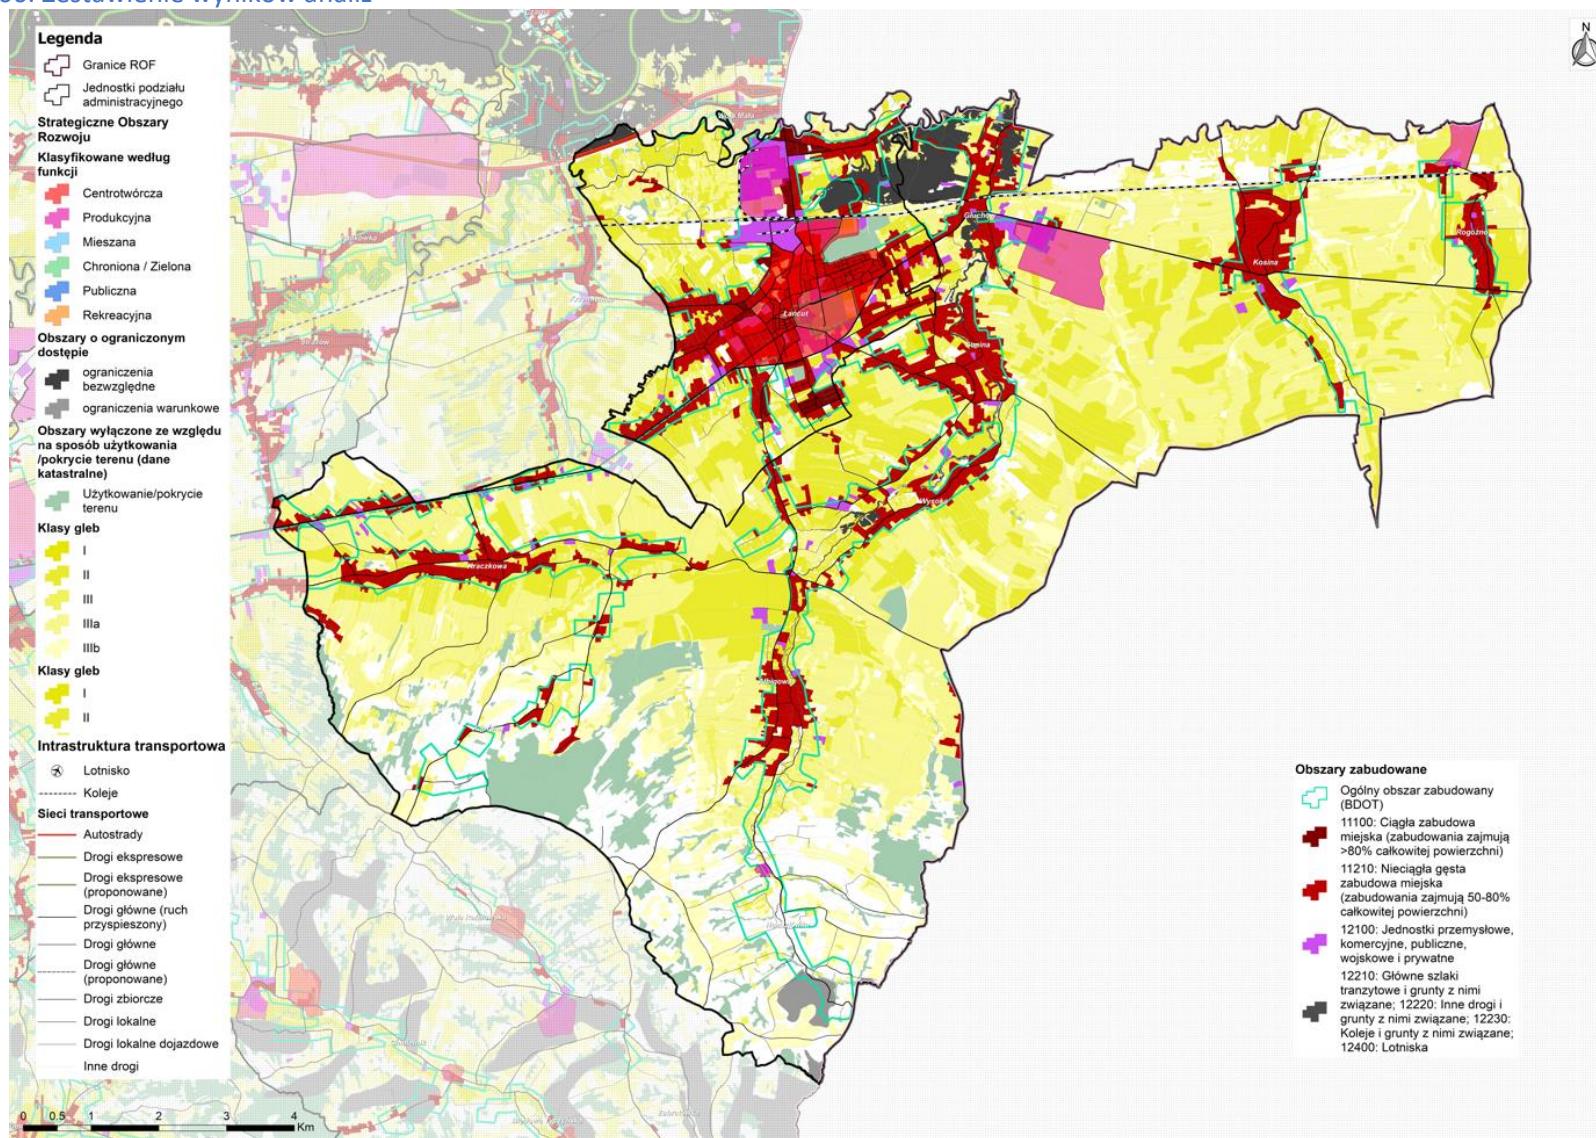 Zestawienie wyników analiz
Legenda
Granice ROF
Jednostki podziału
administracyjnego
Strategiczne Obszary
Rozwoju
Klasyfikowane według
funkcji
Centrotwórcza
Produkcyjna
Mieszana
Chroniona / Zielona
Publiczna
Rekreacyjna
Obszary o ograniczonym
dostępie
ograniczenia
bezwzględne
ograniczenia warunkowe
Obszary wyłączone ze względu
na sposób użytkowania
/pokrycie terenu (dane
katastralne)
Użytkowanie/pokrycie
terenu
Klasy gleb
I
II
III
IIIa
IIIb
Klasy gleb
I
II
Intrastruktura transportowa
Lotnisko
Koleje
Sieci transportowe
Autostrady
Drogi ekspresowe
Drogi ekspresowe
(proponowane)
Drogi główne (ruch
przyspieszony)
Drogi główne
Drogi główne
(proponowane)
Drogi zbiorcze
Drogi lokalne
Drogi lokalne dojazdowe
Inne drogi
0 0.5 1 2 3 4
Km
N
Wola Mała
Głuchów
Kosina
Rogóżno
Łańcut
Sonina
Wysoka
Kraczkowa
Albigowa
Obszary zabudowane
Ogólny obszar zabudowany
(BDOT)
11100: Ciągła zabudowa
miejska (zabudowania zajmują
>80% całkowitej powierzchni)
11210: Nieciągła gęsta
zabudowa miejska
(zabudowania zajmują 50-80%
całkowitej powierzchni)
12100: Jednostki przemysłowe,
komercyjne, publiczne,
wojskowe i prywatne
12210: Główne szlaki
tranzytowe i grunty z nimi
związane; 12220: Inne drogi i
grunty z nimi związane; 12230:
Koleje i grunty z nimi związane;
12400: Lotniska